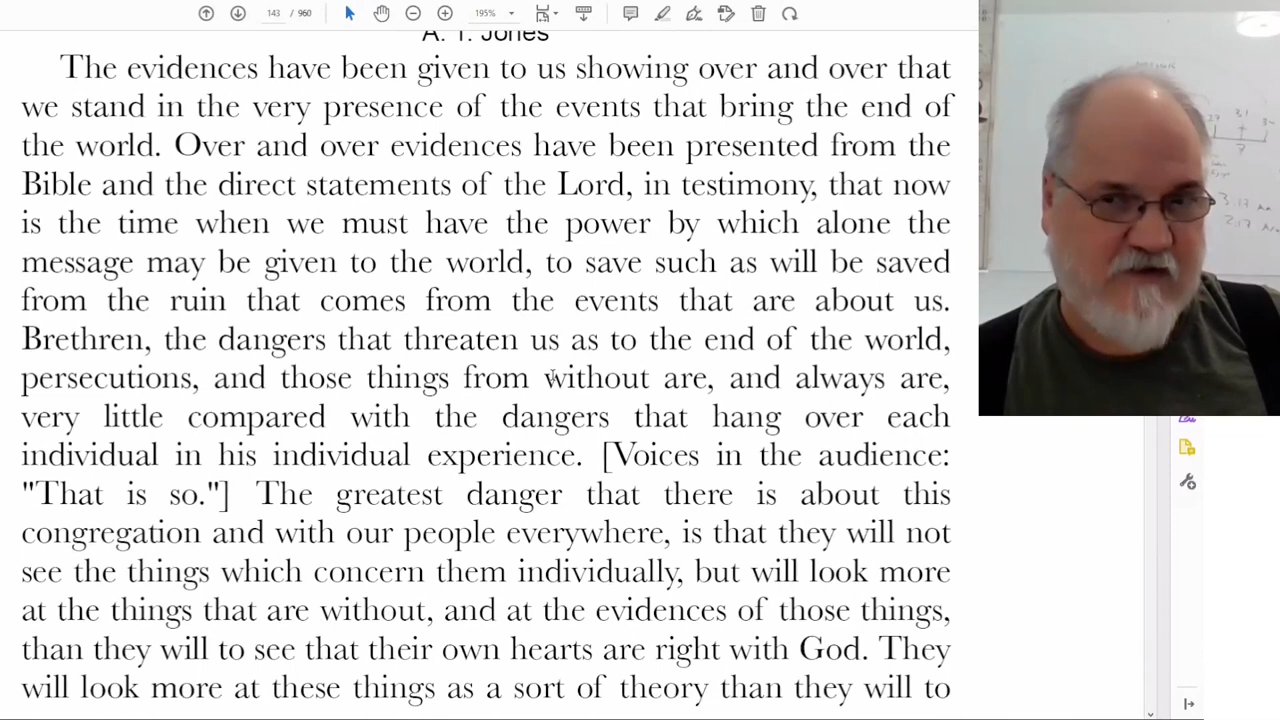 143 / 960
195%
A. T. Jones
The evidences have been given to us showing over and over that
we stand in the very presence of the events that bring the end of
the world. Over and over evidences have been presented from the
Bible and the direct statements of the Lord, in testimony, that now
is the time when we must have the power by which alone the
message may be given to the world, to save such as will be saved
from the ruin that comes from the events that are about us.
Brethren, the dangers that threaten us as to the end of the world,
persecutions, and those things from without are, and always are,
very little compared with the dangers that hang over each
individual in his individual experience. [Voices in the audience:
"That is so."] The greatest danger that there is about this
congregation and with our people everywhere, is that they will not
see the things which concern them individually, but will look more
at the things that are without, and at the evidences of those things,
than they will to see that their own hearts are right with God. They
will look more at these things as a sort of theory than they will to
27 31
7
3.17
2.17